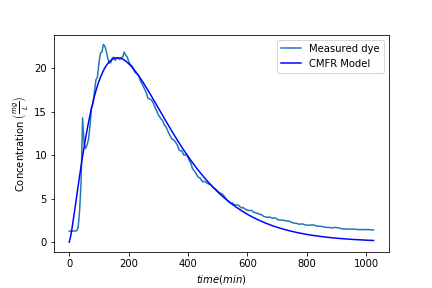 Measured dye
CMFR Model
Concentration (mg/L)
20
15
10
5
0
0 200 400 600 800 1000
time(min)